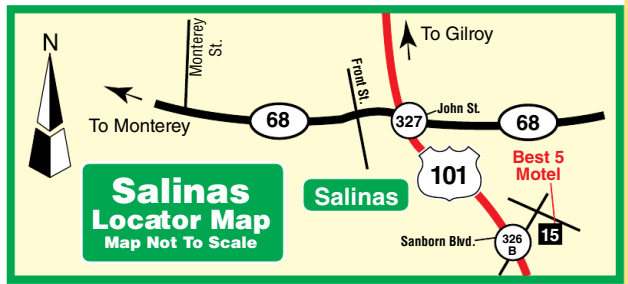 N
Monterey
St.
To Gilroy
Front St.
To Monterey
68
327
John St.
68
Best 5
Motel
101
Salinas
Locator Map
Map Not To Scale
Salinas
Sanborn Blvd.
326
B
15